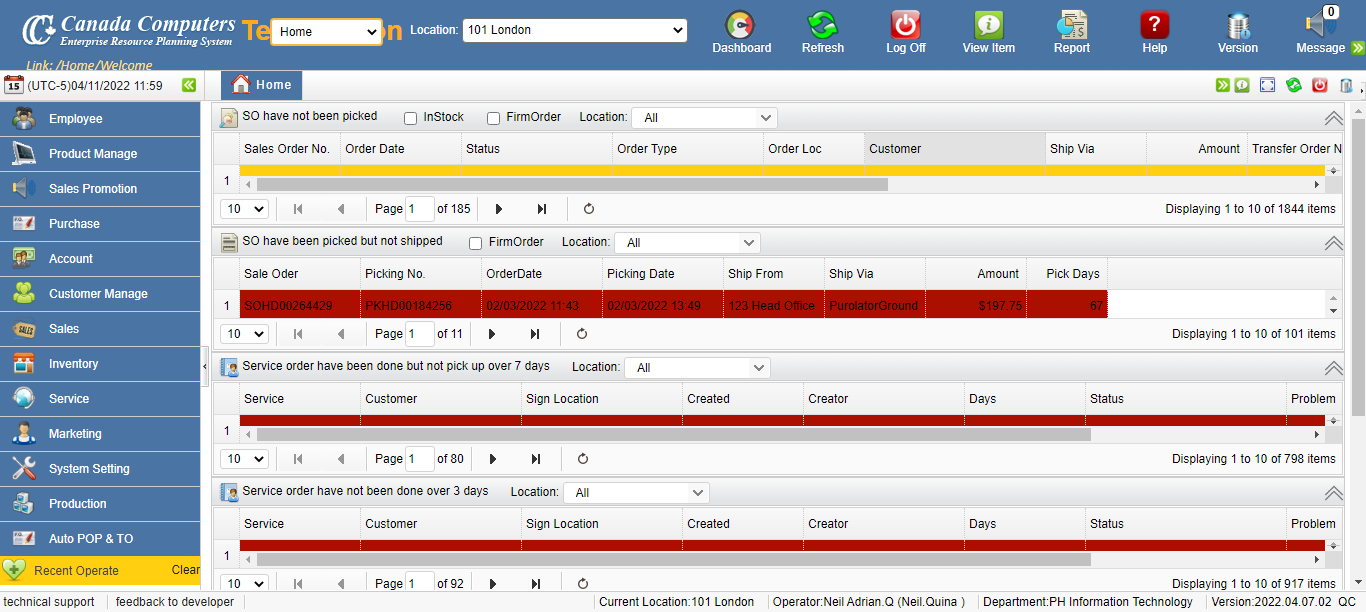 Canada Computers
Enterprise Resource Planning System
Link: /Home/Welcome
Te
Home
on
Location: 101 London
Dashboard Refresh Log Off View Item Report Help Version 0 Message
15 (UTC-5)04/11/2022 11:59
Home
Employee
Product Manage
Sales Promotion
Purchase
Account
Customer Manage
Sales
Inventory
Service
Marketing
System Setting
Production
Auto POP & TO
Recent Operate Clear
SO have not been picked InStock FirmOrder Location: All
Sales Order No. Order Date Status Order Type Order Loc Customer Ship Via Amount Transfer Order N
1
10 Page 1 of 185 Displaying 1 to 10 of 1844 items
SO have been picked but not shipped FirmOrder Location: All
Sale Oder Picking No. OrderDate Picking Date Ship From Ship Via Amount Pick Days
1 SOHD00264429 PKHD00184256 02/03/2022 11:43 02/03/2022 13:49 123 Head Office PurolatorGround $197.75 67
10 Page 1 of 11 Displaying 1 to 10 of 101 items
Service order have been done but not pick up over 7 days Location: All
Service Customer Sign Location Created Creator Days Status Problem
1
10 Page 1 of 80 Displaying 1 to 10 of 798 items
Service order have not been done over 3 days Location: All
Service Customer Sign Location Created Creator Days Status Problem
1
10 Page 1 of 92 Displaying 1 to 10 of 917 items
technical support feedback to developer Current Location:101 London Operator:Neil Adrian.Q (Neil.Quina ) Department:PH Information Technology Version:2022.04.07.02 QC